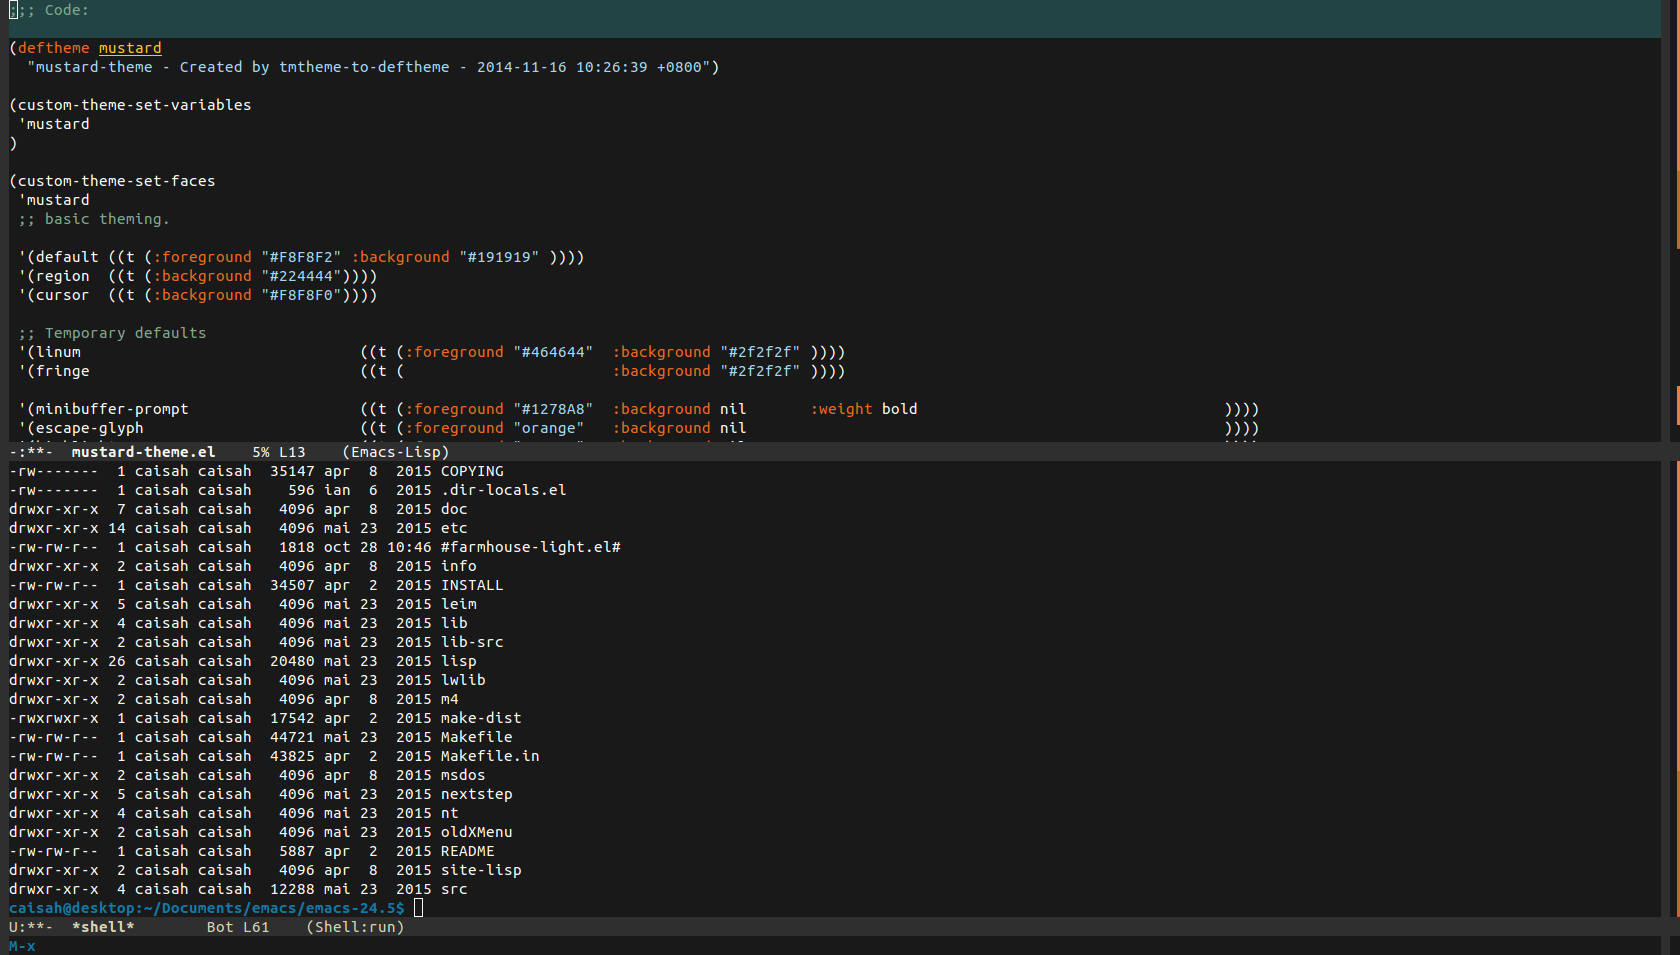 ;;; Code:
(deftheme mustard
"mustard-theme - Created by tmtheme-to-deftheme - 2014-11-16 10:26:39 +0800")
(custom-theme-set-variables
'mustard
)
(custom-theme-set-faces
'mustard
;; basic theming.
'(default ((t (:foreground "#F8F8F2" :background "#191919" ))))
'(region  ((t (:background "#224444"))))
'(cursor  ((t (:background "#F8F8F0"))))
;; Temporary defaults
'(linum                               ((t (:foreground "#464644"  :background "#2f2f2f" ))))
'(fringe                              ((t (                       :background "#2f2f2f" ))))
'(minibuffer-prompt                   ((t (:foreground "#1278A8"  :background nil       :weight bold                                  ))))
'(escape-glyph                        ((t (:foreground "orange"   :background nil                                                     ))))
-:**-  mustard-theme.el    5% L13    (Emacs-Lisp)
-rw-------  1 caisah caisah  35147 apr  8  2015 COPYING
-rw-------  1 caisah caisah    596 ian  6  2015 .dir-locals.el
drwxr-xr-x  7 caisah caisah   4096 apr  8  2015 doc
drwxr-xr-x 14 caisah caisah   4096 mai 23  2015 etc
-rw-rw-r--  1 caisah caisah   1818 oct 28 10:46 #farmhouse-light.el#
drwxr-xr-x  2 caisah caisah   4096 apr  8  2015 info
-rw-rw-r--  1 caisah caisah  34507 apr  2  2015 INSTALL
drwxr-xr-x  5 caisah caisah   4096 mai 23  2015 leim
drwxr-xr-x  4 caisah caisah   4096 mai 23  2015 lib
drwxr-xr-x  2 caisah caisah   4096 mai 23  2015 lib-src
drwxr-xr-x 26 caisah caisah  20480 mai 23  2015 lisp
drwxr-xr-x  2 caisah caisah   4096 mai 23  2015 lwlib
drwxr-xr-x  2 caisah caisah   4096 apr  8  2015 m4
-rwxrwxr-x  1 caisah caisah  17542 apr  2  2015 make-dist
-rw-rw-r--  1 caisah caisah  44721 mai 23  2015 Makefile
-rw-rw-r--  1 caisah caisah  43825 apr  2  2015 Makefile.in
drwxr-xr-x  2 caisah caisah   4096 apr  8  2015 msdos
drwxr-xr-x  5 caisah caisah   4096 mai 23  2015 nextstep
drwxr-xr-x  4 caisah caisah   4096 mai 23  2015 nt
drwxr-xr-x  2 caisah caisah   4096 mai 23  2015 oldXMenu
-rw-rw-r--  1 caisah caisah   5887 apr  2  2015 README
drwxr-xr-x  2 caisah caisah   4096 apr  8  2015 site-lisp
drwxr-xr-x  4 caisah caisah  12288 mai 23  2015 src
caisah@desktop:~/Documents/emacs/emacs-24.5$
U:**-  *shell*        Bot L61    (Shell:run)
M-x